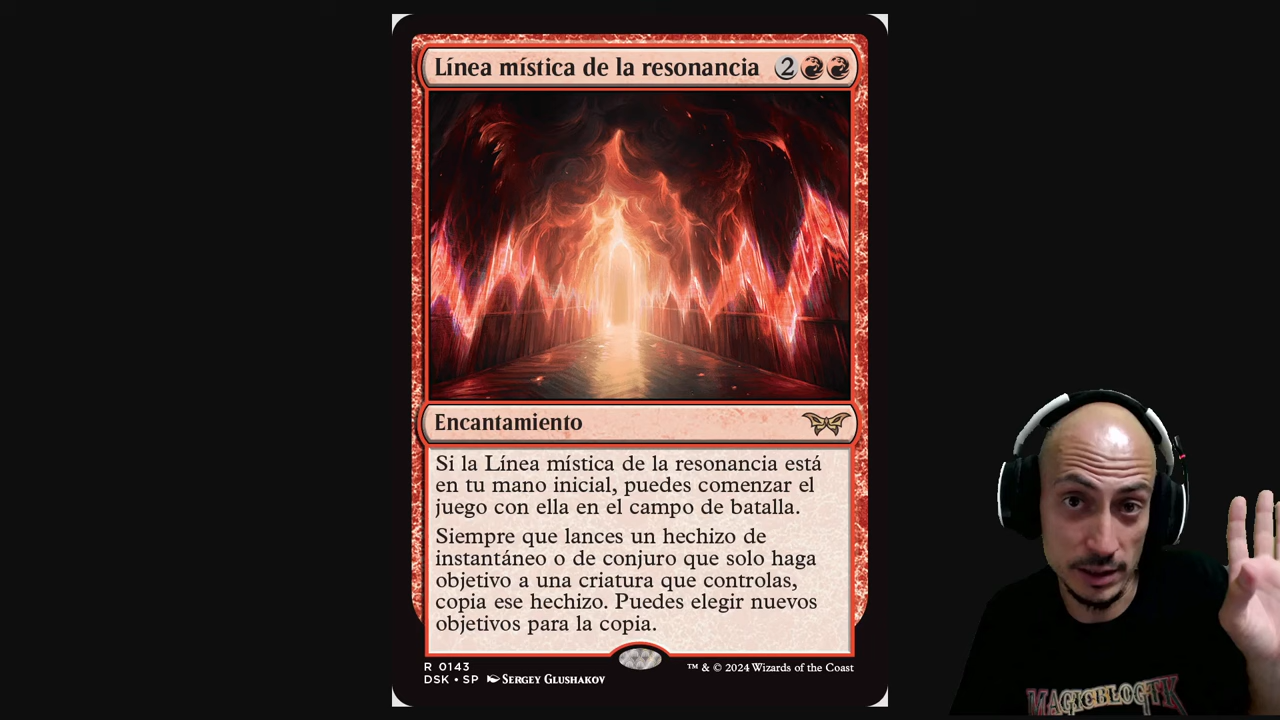 Línea mística de la resonancia 2
Encantamiento
Si la Línea mística de la resonancia está
en tu mano inicial, puedes comenzar el
juego con ella en el campo de batalla.
Siempre que lances un hechizo de
instantáneo o de conjuro que solo haga
objetivo a una criatura que controlas,
copia ese hechizo. Puedes elegir nuevos
objetivos para la copia.
R 0143
DSK • SP Sergey Glushakov
™ & © 2024 Wizards of the Coast
MAGICBLOGTK